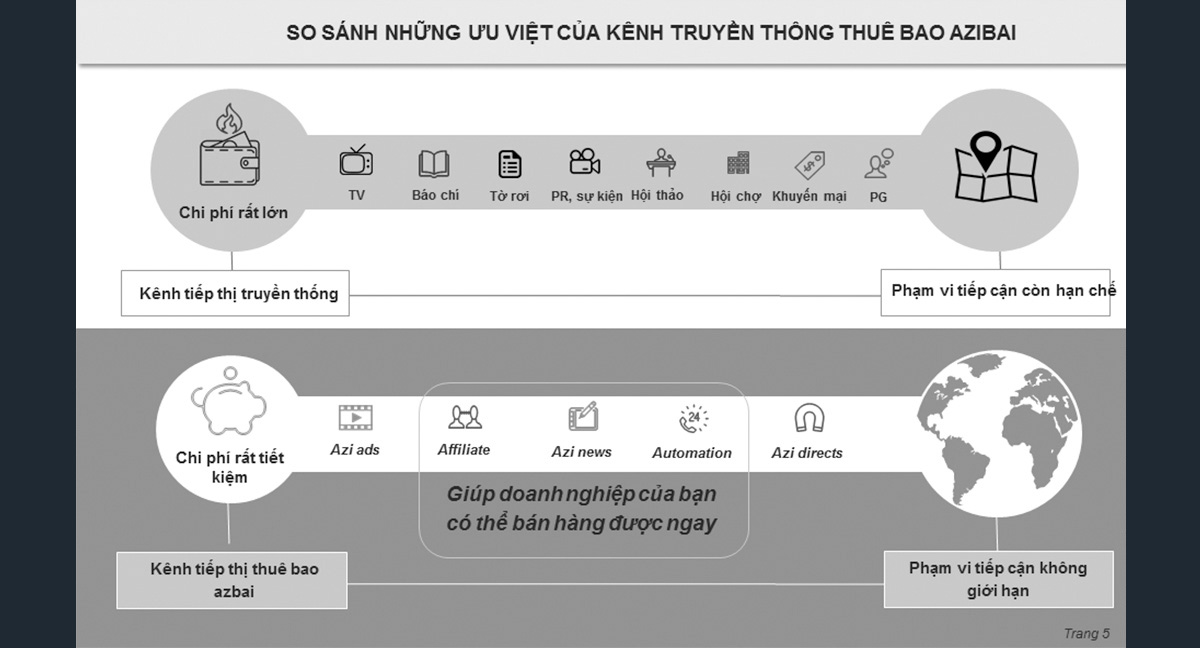 SO SÁNH NHỮNG ƯU VIỆT CỦA KÊNH TRUYỀN THÔNG THUÊ BAO AZIBAI
TV
Báo chí
Tờ rơi
PR, sự kiện
Hội thảo
Hội chợ
Khuyến mại
PG
Chi phí rất lớn
Kênh tiếp thị truyền thống
Phạm vi tiếp cận còn hạn chế
24
Azi ads
Affiliate
Azi news
Automation
Azi directs
Chi phí rất tiết
kiệm
Giúp doanh nghiệp của bạn
có thể bán hàng được ngay
Kênh tiếp thị thuê bao
azbai
Phạm vi tiếp cận không
giới hạn
Trang 5